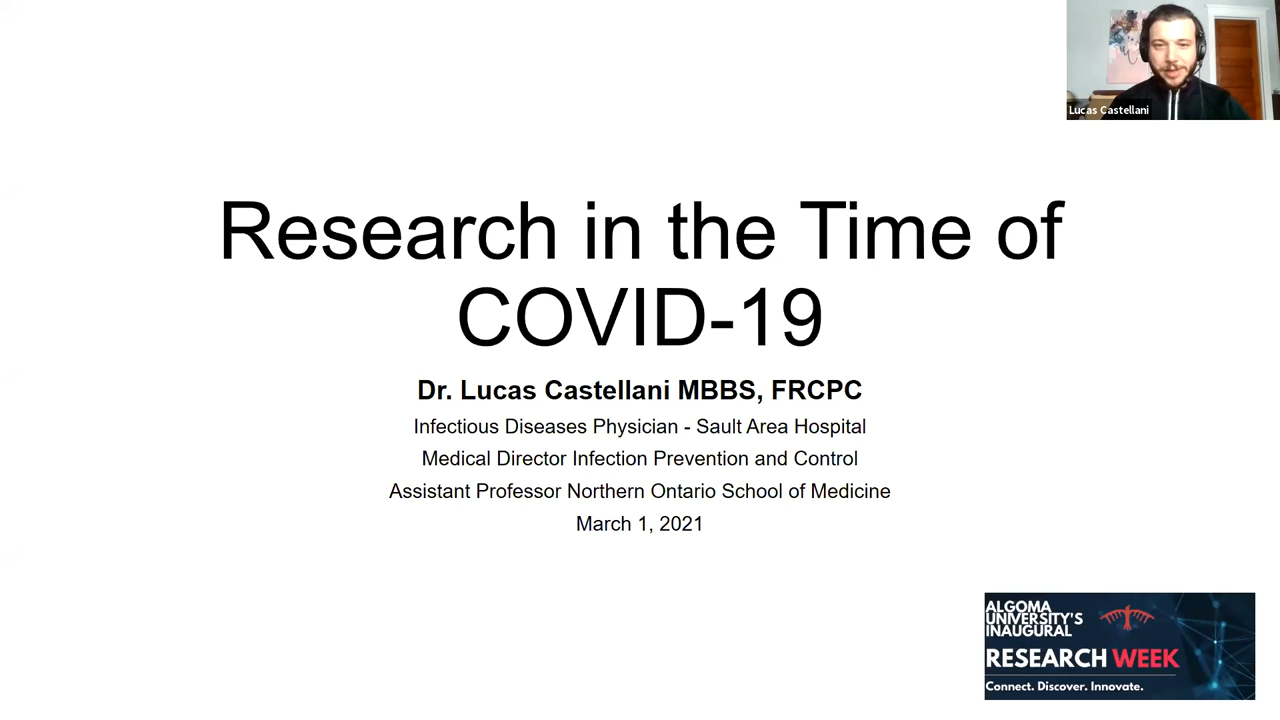 Lucas Castellani
Research in the Time of
COVID-19
Dr. Lucas Castellani MBBS, FRCPC
Infectious Diseases Physician - Sault Area Hospital
Medical Director Infection Prevention and Control
Assistant Professor Northern Ontario School of Medicine
March 1, 2021
ALGOMA
UNIVERSITY'S
INAUGURAL
RESEARCH WEEK
Connect. Discover. Innovate.